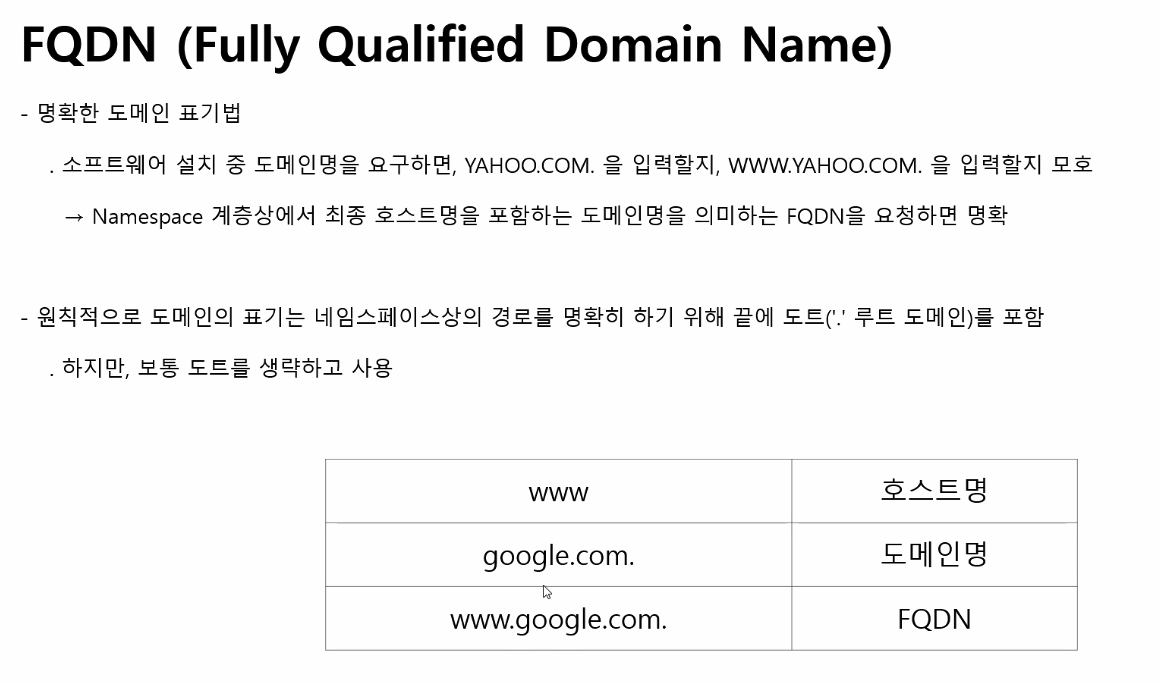 FQDN (Fully Qualified Domain Name)
- 명확한 도메인 표기법
. 소프트웨어 설치 중 도메인명을 요구하면, YAHOO.COM. 을 입력할지, WWW.YAHOO.COM. 을 입력할지 모호
→ Namespace 계층상에서 최종 호스트명을 포함하는 도메인명을 의미하는 FQDN을 요청하면 명확
- 원칙적으로 도메인의 표기는 네임스페이스상의 경로를 명확히 하기 위해 끝에 도트('.' 루트 도메인)를 포함
. 하지만, 보통 도트를 생략하고 사용
www 호스트명
google.com. 도메인명
www.google.com. FQDN